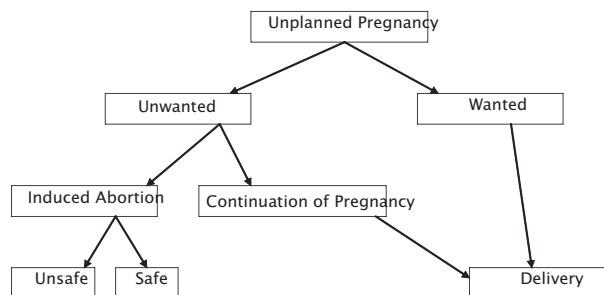 Unplanned Pregnancy
Unwanted
Wanted
Induced Abortion
Continuation of Pregnancy
Unsafe
Safe
Delivery